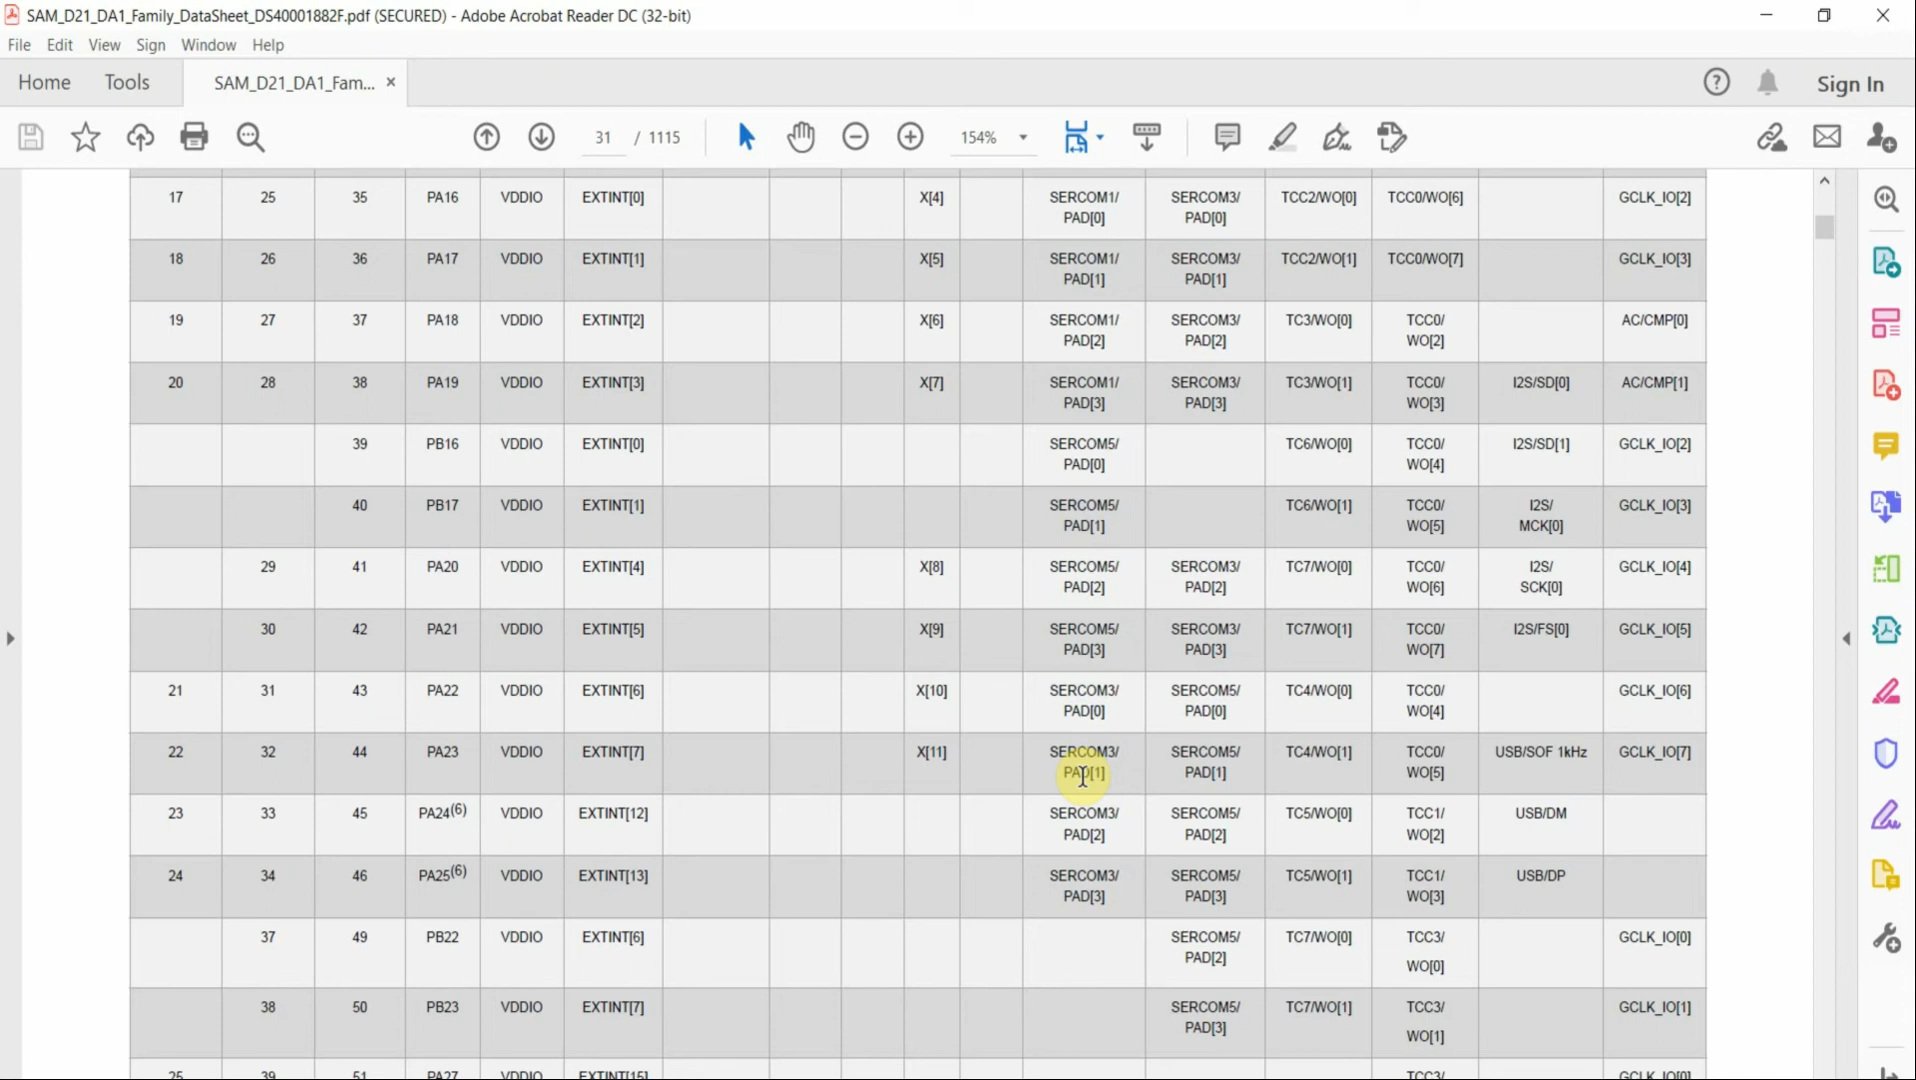 SAM_D21_DA1_Family_DataSheet_DS40001882F.pdf (SECURED) - Adobe Acrobat Reader DC (32-bit)
File Edit View Sign Window Help
Home Tools SAM_D21_DA1_Fam... × Sign In
31 / 1115 154%
17 25 35 PA16 VDDIO EXTINT[0] X[4] SERCOM1/ SERCOM3/ TCC2/WO[0] TCC0/WO[6] GCLK_IO[2]
PAD[0] PAD[0]
18 26 36 PA17 VDDIO EXTINT[1] X[5] SERCOM1/ SERCOM3/ TCC2/WO[1] TCC0/WO[7] GCLK_IO[3]
PAD[1] PAD[1]
19 27 37 PA18 VDDIO EXTINT[2] X[6] SERCOM1/ SERCOM3/ TC3/WO[0] TCC0/ AC/CMP[0]
PAD[2] PAD[2] WO[2]
20 28 38 PA19 VDDIO EXTINT[3] X[7] SERCOM1/ SERCOM3/ TC3/WO[1] TCC0/ I2S/SD[0] AC/CMP[1]
PAD[3] PAD[3] WO[3]
39 PB16 VDDIO EXTINT[0] SERCOM5/ TC6/WO[0] TCC0/ I2S/SD[1] GCLK_IO[2]
PAD[0] WO[4]
40 PB17 VDDIO EXTINT[1] SERCOM5/ TC6/WO[1] TCC0/ I2S/ GCLK_IO[3]
PAD[1] WO[5] MCK[0]
29 41 PA20 VDDIO EXTINT[4] X[8] SERCOM5/ SERCOM3/ TC7/WO[0] TCC0/ I2S/ GCLK_IO[4]
PAD[2] PAD[2] WO[6] SCK[0]
30 42 PA21 VDDIO EXTINT[5] X[9] SERCOM5/ SERCOM3/ TC7/WO[1] TCC0/ I2S/FS[0] GCLK_IO[5]
PAD[3] PAD[3] WO[7]
21 31 43 PA22 VDDIO EXTINT[6] X[10] SERCOM3/ SERCOM5/ TC4/WO[0] TCC0/ GCLK_IO[6]
PAD[0] PAD[0] WO[4]
22 32 44 PA23 VDDIO EXTINT[7] X[11] SERCOM3/ SERCOM5/ TC4/WO[1] TCC0/ USB/SOF 1kHz GCLK_IO[7]
PAD[1] PAD[1] WO[5]
23 33 45 PA24(6) VDDIO EXTINT[12] SERCOM3/ SERCOM5/ TC5/WO[0] TCC1/ USB/DM
PAD[2] PAD[2] WO[2]
24 34 46 PA25(6) VDDIO EXTINT[13] SERCOM3/ SERCOM5/ TC5/WO[1] TCC1/ USB/DP
PAD[3] PAD[3] WO[3]
37 49 PB22 VDDIO EXTINT[6] SERCOM5/ TC7/WO[0] TCC3/ GCLK_IO[0]
PAD[2] WO[0]
38 50 PB23 VDDIO EXTINT[7] SERCOM5/ TC7/WO[1] TCC3/ GCLK_IO[1]
PAD[3] WO[1]
25 39 51 PA27 VDDIO EXTINT[15] TCC3/ GCLK_IO[0]